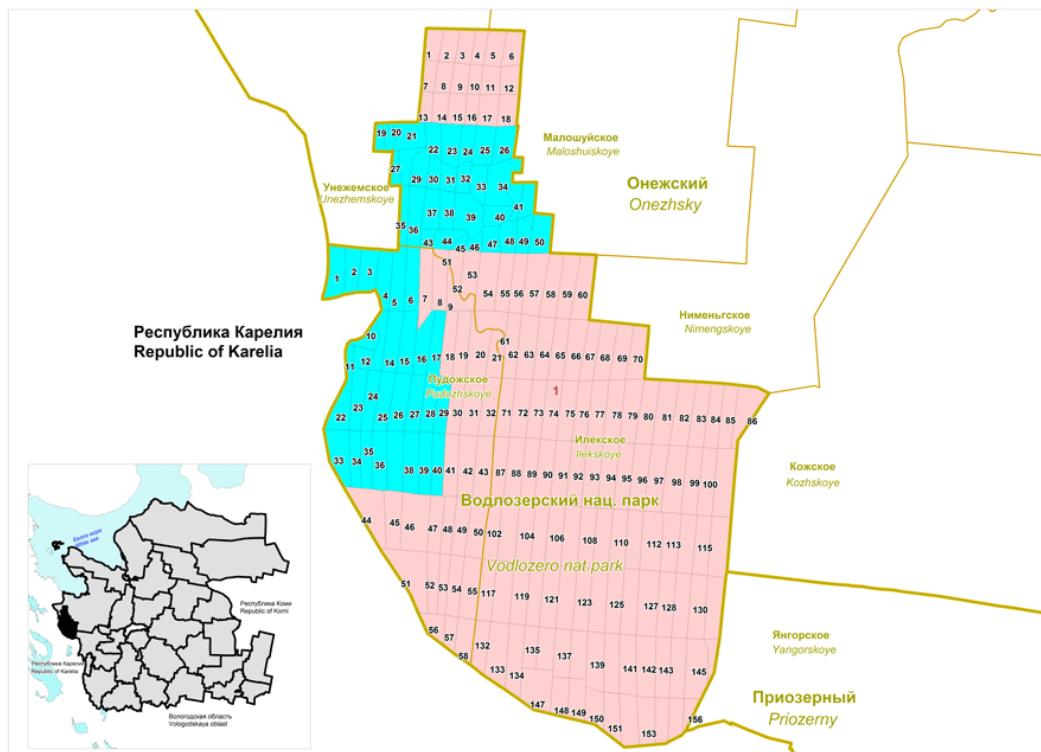 1 2 3 4 5 6
7 8 9 10 11 12
13 14 15 16 17 18
19 20 21
22 23 24 25 26
Малошуйское
Maloshuiskoye
27 29 30 31 32 33 34
Унежемское
Unezhemskoye
Онежский
Onezhsky
35 36 37 38 39 40 41
43 44 45 46 47 48 49 50
51 53
1 2 3 4 5 6 7 8 9 52 54 55 56 57 58 59 60
Республика Карелия
Republic of Karelia
Нименьгское
Nimengskoye
10 61
11 12 14 15 16 17 18 19 20 21 62 63 64 65 66 67 68 69 70
Пудожское
Pudozhskoye
1
24
22 23 25 26 27 28 29 30 31 32 71 72 73 74 75 76 77 78 79 80 81 82 83 84 85 86
Илекское
Ilekskoye
35
33 34 36 38 39 40 41 42 43 87 88 89 90 91 92 93 94 95 96 97 98 99 100
Кожское
Kozhskoye
Водлозерский нац. парк
44 45 46 47 48 49 50 102 104 106 108 110 112 113 115
Vodlozero nat.park
51 52 53 54 55 117 119 121 123 125 127 128 130
56 57 58 132 133 134 135 137 139 141 142 143 145
Янгорское
Yangorskoye
147 148 149 150 151 153 156
Приозерный
Priozerny
Белое море
White sea
Республика Коми
Republic of Komi
Республика Карелия
Republic of Karelia
Вологодская область
Vologodskaya oblast